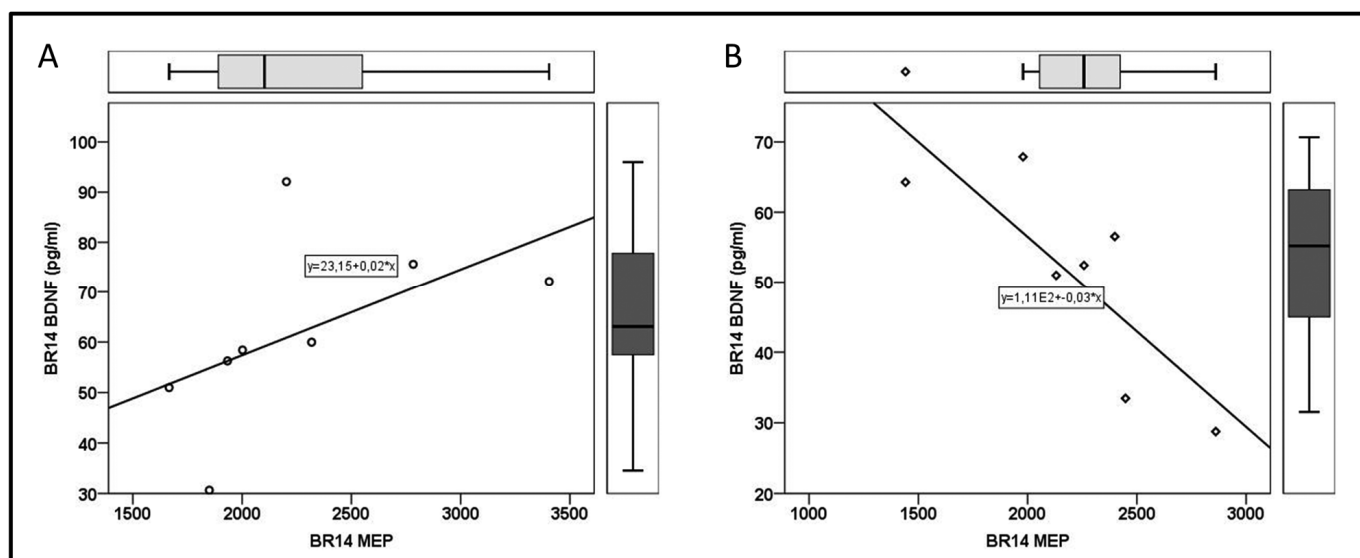 A
BR14 BDNF (pg/ml)
100
90
80
70
60
50
40
30
y=23,15+0,02*x
1500 2000 2500 3000 3500
BR14 MEP
B
BR14 BDNF (pg/ml)
70
60
50
40
30
20
y=1,11E2+-0,03*x
1000 1500 2000 2500 3000
BR14 MEP